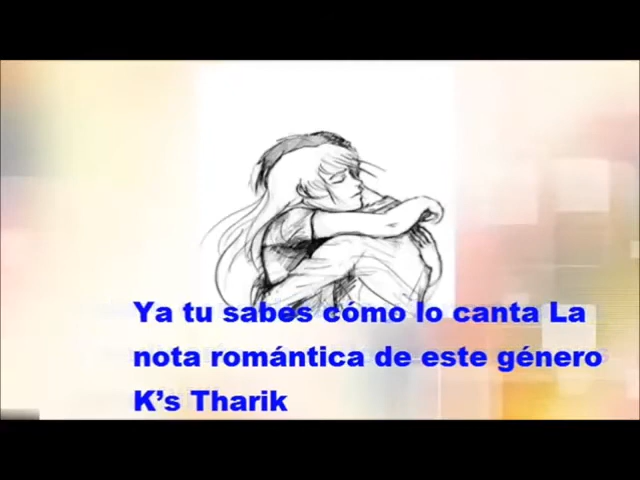 Ya tu sabes cómo lo canta La
nota romántica de este género
K’s Tharik